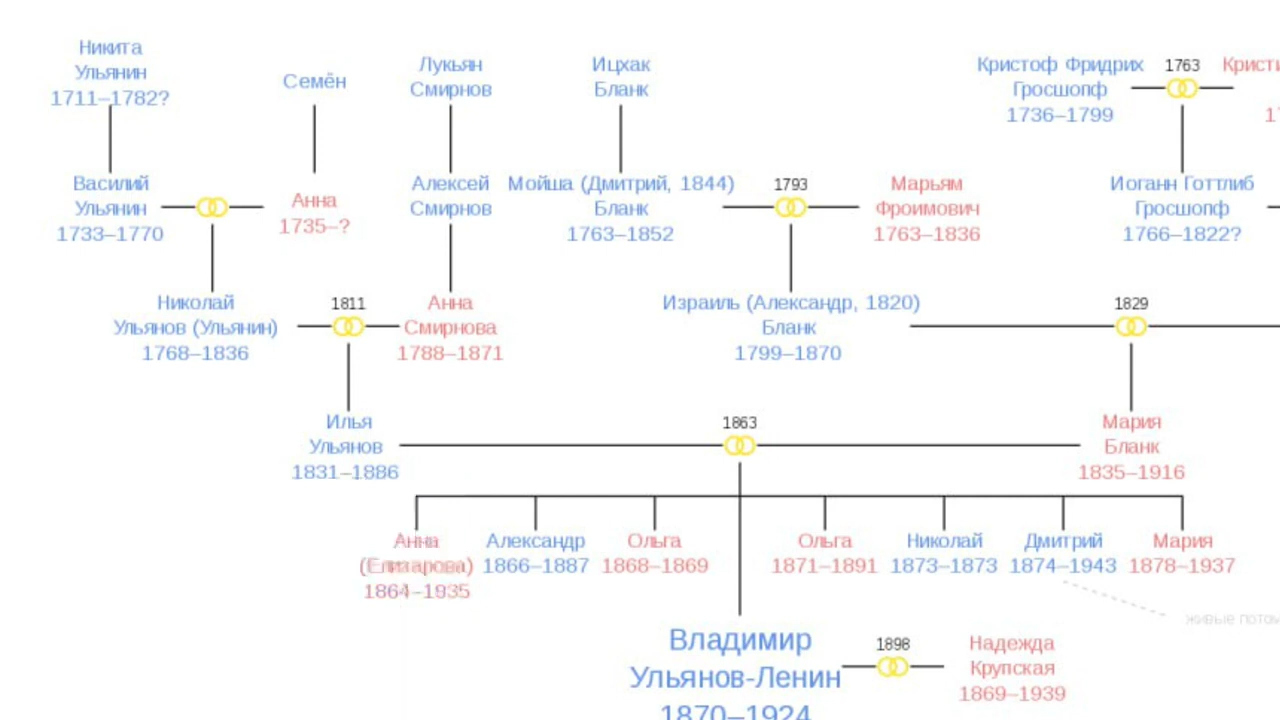 Никита
Ульянин
1711–1782?
Семён
Лукьян
Смирнов
Ицхак
Бланк
Кристоф Фридрих
Гросшопф
1736–1799
1763
Василий
Ульянин
1733–1770
Анна
1735–?
Алексей
Смирнов
Мойша (Дмитрий, 1844)
Бланк
1763–1852
1793
Марьям
Фроимович
1763–1836
Иоганн Готтлиб
Гросшопф
1766–1822?
Николай
Ульянов (Ульянин)
1768–1836
1811
Анна
Смирнова
1788–1871
Израиль (Александр, 1820)
Бланк
1799–1870
1829
Илья
Ульянов
1831–1886
1863
Мария
Бланк
1835–1916
Анна
(Елизарова)
1864–1935
Александр
1866–1887
Ольга
1868–1869
Ольга
1871–1891
Николай
1873–1873
Дмитрий
1874–1943
Мария
1878–1937
живые
Владимир
Ульянов-Ленин
1870–1924
1898
Надежда
Крупская
1869–1939